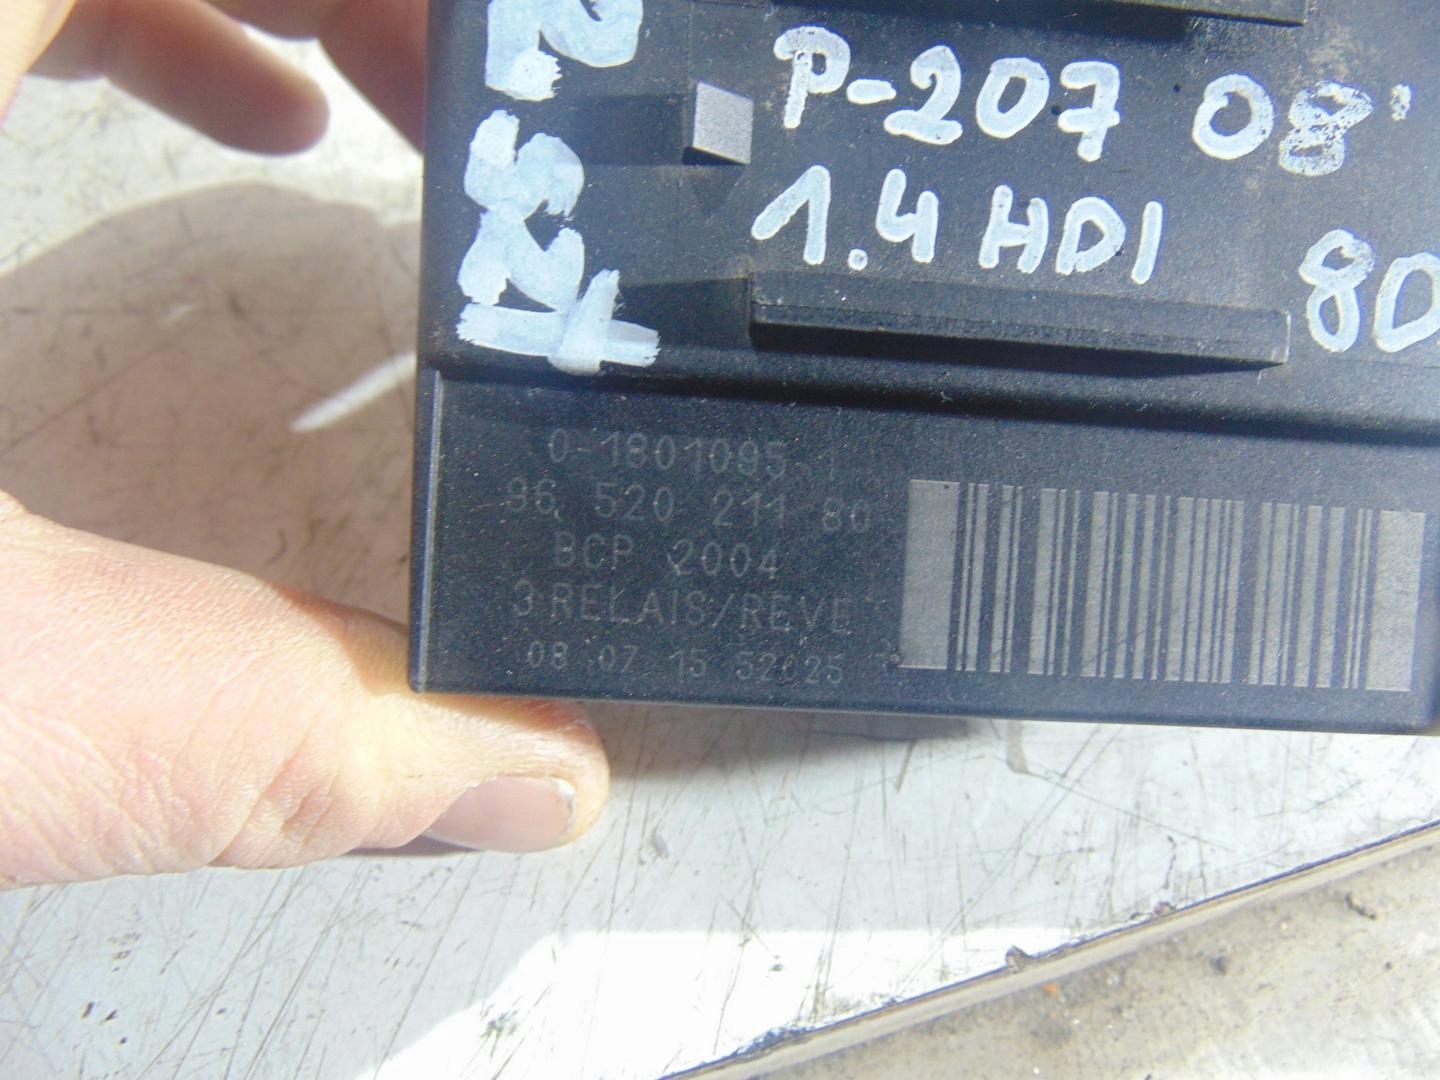 P-207 08'
1.4 HDI 80
0-1801095-1
96 520 211 80
BCP 2004
3 RELAIS/REVE
08 07 15 52025